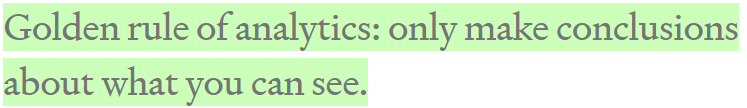 Golden rule of analytics: only make conclusions
about what you can see.